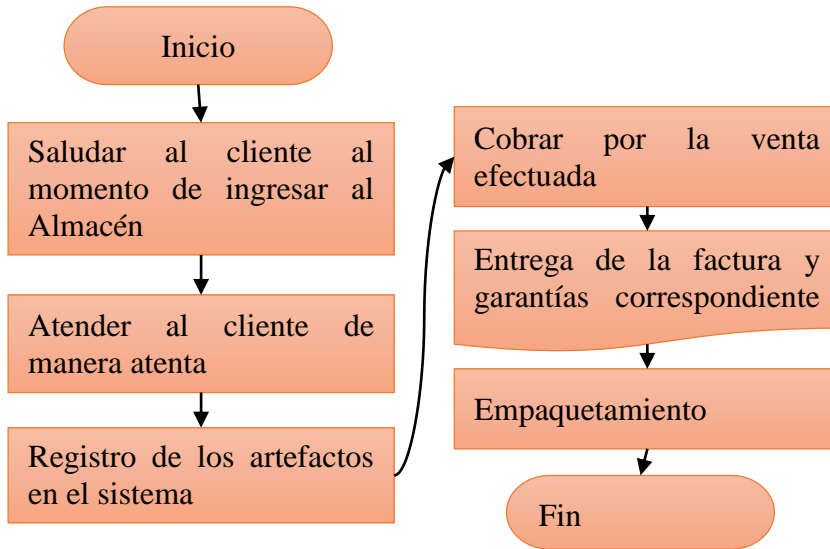 Inicio
Saludar al cliente al
momento de ingresar al
Almacén
Atender al cliente de
manera atenta
Registro de los artefactos
en el sistema
Cobrar por la venta
efectuada
Entrega de la factura y
garantías correspondiente
Empaquetamiento
Fin